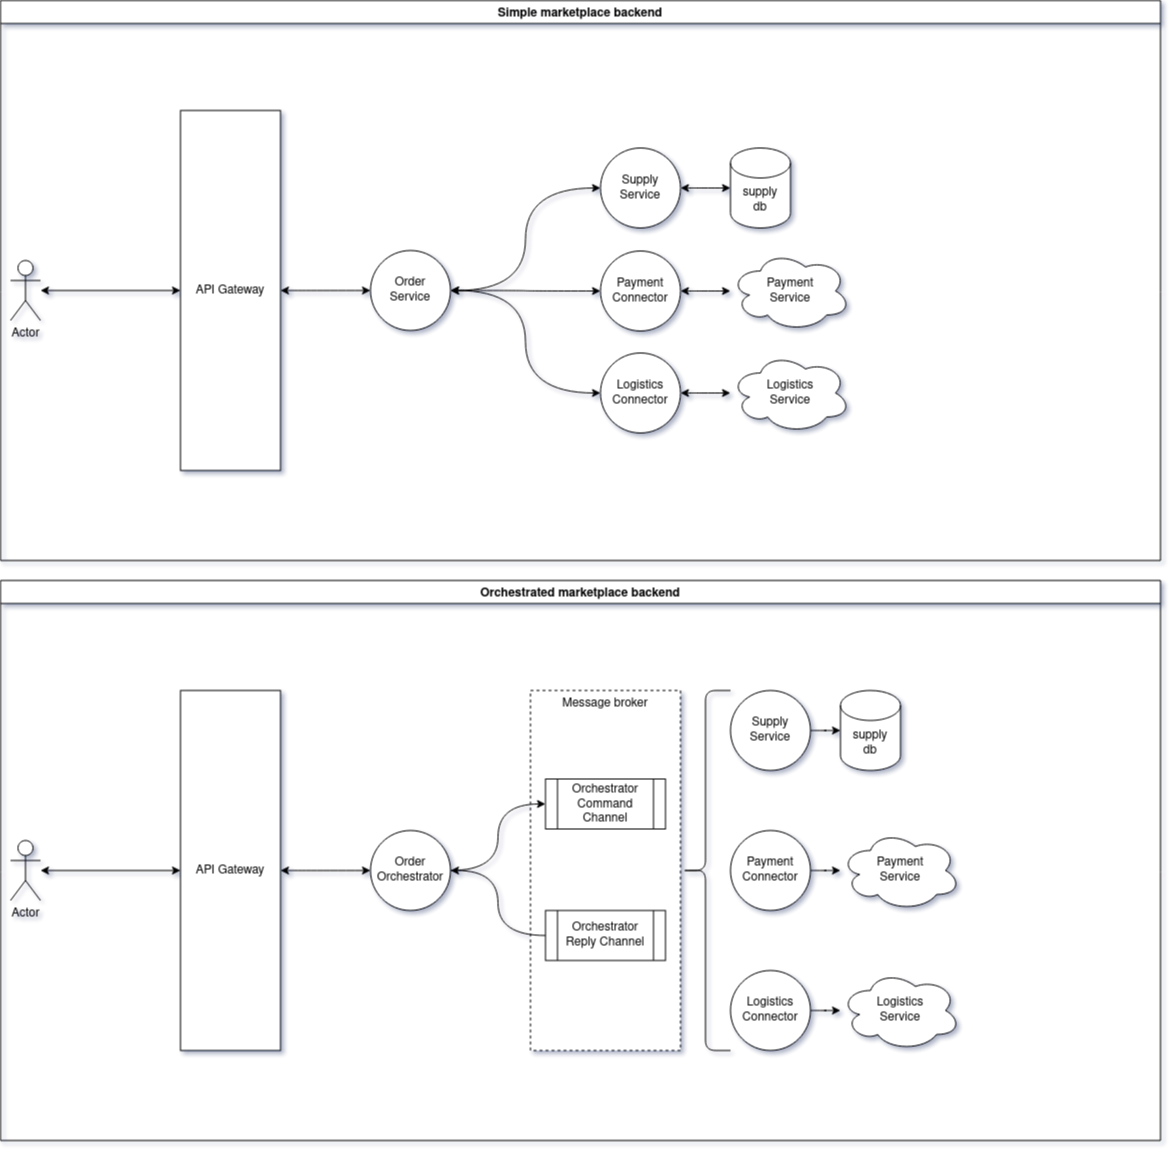 Simple marketplace backend
Supply
Service
supply
db
API Gateway
Order
Service
Payment
Connector
Payment
Service
Actor
Logistics
Connector
Logistics
Service
Orchestrated marketplace backend
Message broker
Supply
Service
supply
db
Orchestrator
Command
Channel
API Gateway
Order
Orchestrator
Payment
Connector
Payment
Service
Actor
Orchestrator
Reply Channel
Logistics
Connector
Logistics
Service